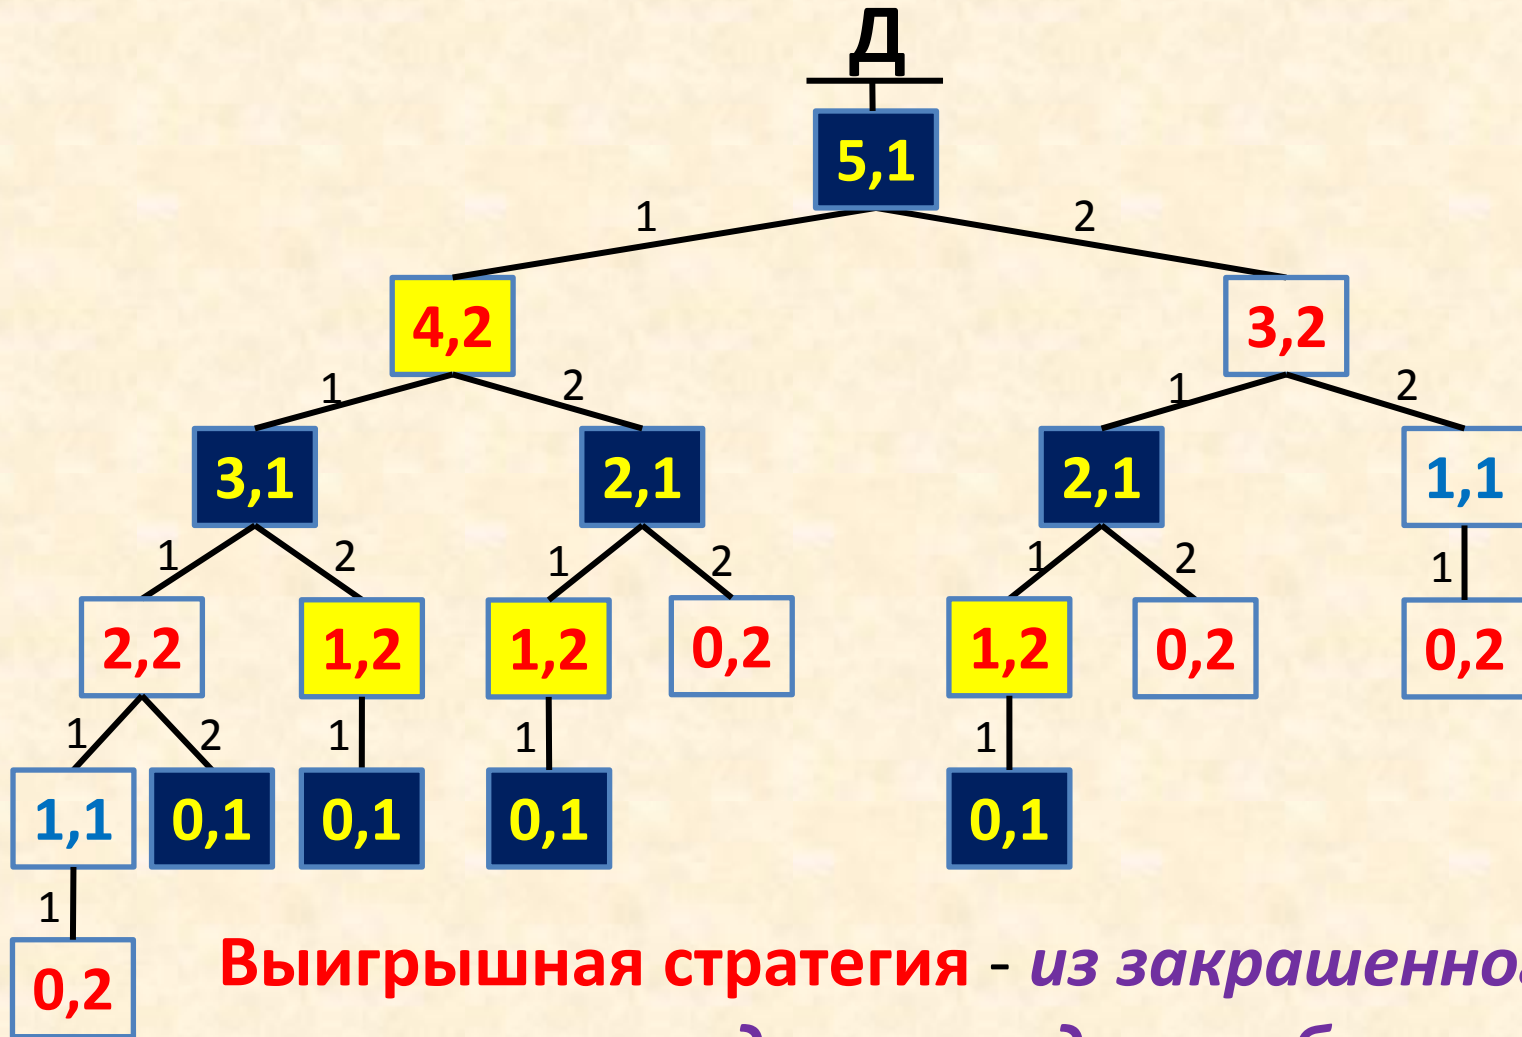 Д
5,1
1 2
4,2 3,2
1 2 1 2
3,1 2,1 2,1 1,1
1 2 1 2 1 2 1
2,2 1,2 1,2 0,2 1,2 0,2 0,2
1 2 1 1 1
1,1 0,1 0,1 0,1 0,1
1
0,2
Выигрышная стратегия - из